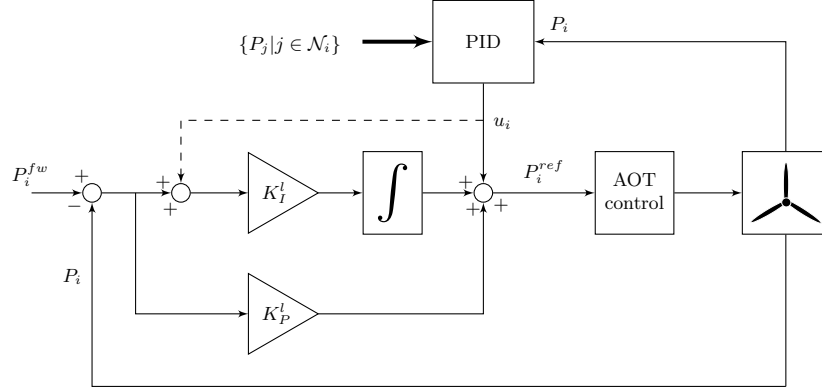 {P_j|j ∈ 𝒩_i}
PID
P_i
u_i
P_i^{fw}
+
−
+
+
K_I^l
∫
+
+
+
P_i^{ref}
AOT
control
P_i
K_P^l